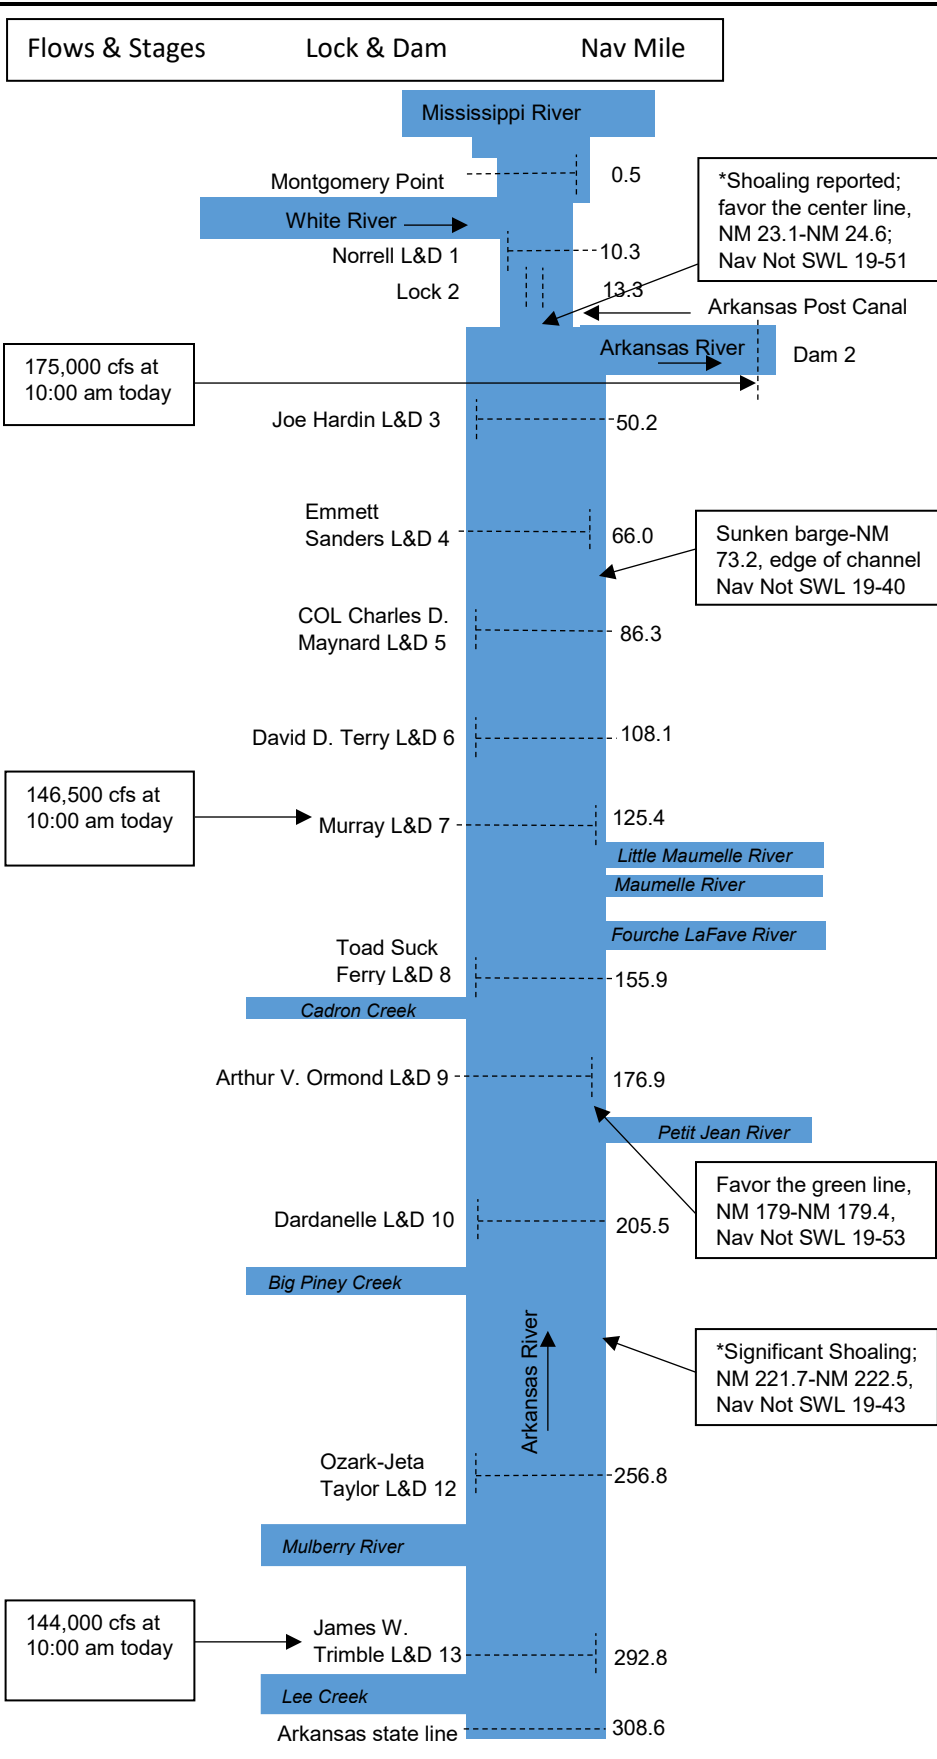 Flows & Stages Lock & Dam Nav Mile
Mississippi River
Montgomery Point 0.5
*Shoaling reported;
favor the center line,
NM 23.1-NM 24.6;
Nav Not SWL 19-51
White River
Norrell L&D 1 10.3
Lock 2 13.3
Arkansas Post Canal
Arkansas River
Dam 2
175,000 cfs at
10:00 am today
Joe Hardin L&D 3 50.2
Emmett
Sanders L&D 4 66.0
Sunken barge-NM
73.2, edge of channel
Nav Not SWL 19-40
COL Charles D.
Maynard L&D 5 86.3
David D. Terry L&D 6 108.1
146,500 cfs at
10:00 am today
Murray L&D 7 125.4
Little Maumelle River
Maumelle River
Fourche LaFave River
Toad Suck
Ferry L&D 8 155.9
Cadron Creek
Arthur V. Ormond L&D 9 176.9
Petit Jean River
Favor the green line,
NM 179-NM 179.4,
Nav Not SWL 19-53
Dardanelle L&D 10 205.5
Big Piney Creek
Arkansas River
*Significant Shoaling;
NM 221.7-NM 222.5,
Nav Not SWL 19-43
Ozark-Jeta
Taylor L&D 12 256.8
Mulberry River
144,000 cfs at
10:00 am today
James W.
Trimble L&D 13 292.8
Lee Creek
Arkansas state line 308.6